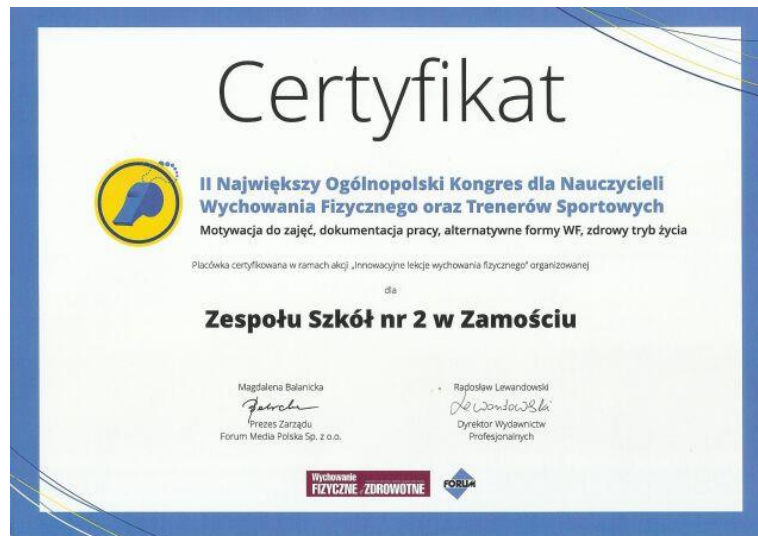 Certyfikat
II Największy Ogólnopolski Kongres dla Nauczycieli
Wychowania Fizycznego oraz Trenerów Sportowych
Motywacja do zajęć, dokumentacja pracy, alternatywne formy WF, zdrowy tryb życia
Placówka certyfikowana w ramach akcji „Innowacyjne lekcje wychowania fizycznego" organizowanej
dla
Zespołu Szkół nr 2 w Zamościu
Magdalena Balanicka
Prezes Zarządu
Forum Media Polska Sp. z o.o.
Radosław Lewandowski
Lewandowski
Dyrektor Wydawnictw
Profesjonalnych
Wychowanie
FIZYCZNE i ZDROWOTNE
FORUM